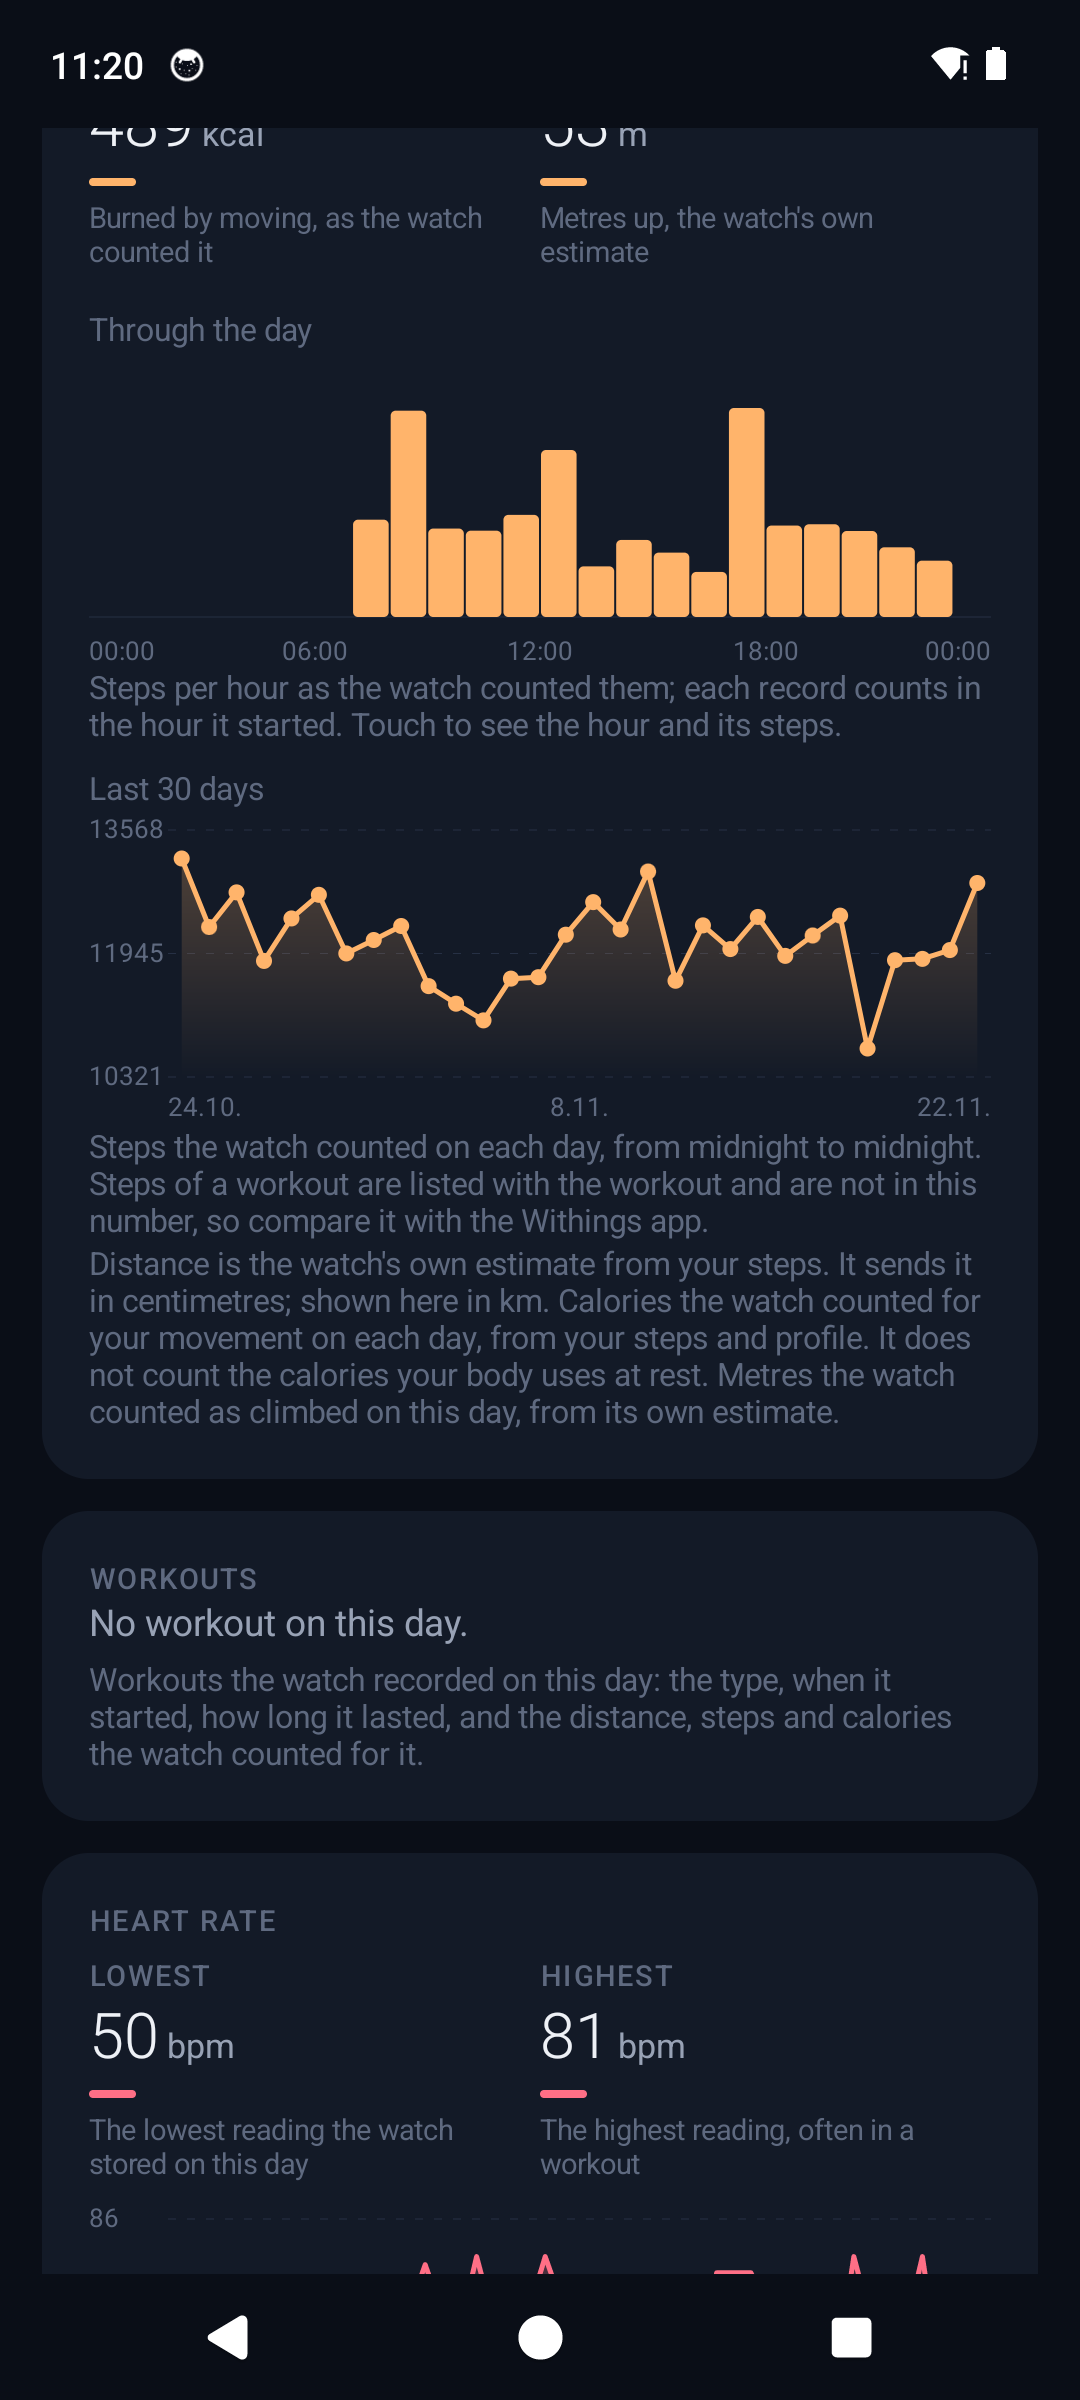 11:20
489 kcal
55 m
Burned by moving, as the watch
counted it
Metres up, the watch's own
estimate
Through the day
00:00 06:00 12:00 18:00 00:00
Steps per hour as the watch counted them; each record counts in
the hour it started. Touch to see the hour and its steps.
Last 30 days
13568
11945
10321
24.10. 8.11. 22.11.
Steps the watch counted on each day, from midnight to midnight.
Steps of a workout are listed with the workout and are not in this
number, so compare it with the Withings app.
Distance is the watch's own estimate from your steps. It sends it
in centimetres; shown here in km. Calories the watch counted for
your movement on each day, from your steps and profile. It does
not count the calories your body uses at rest. Metres the watch
counted as climbed on this day, from its own estimate.
WORKOUTS
No workout on this day.
Workouts the watch recorded on this day: the type, when it
started, how long it lasted, and the distance, steps and calories
the watch counted for it.
HEART RATE
LOWEST
50 bpm
The lowest reading the watch
stored on this day
HIGHEST
81 bpm
The highest reading, often in a
workout
86